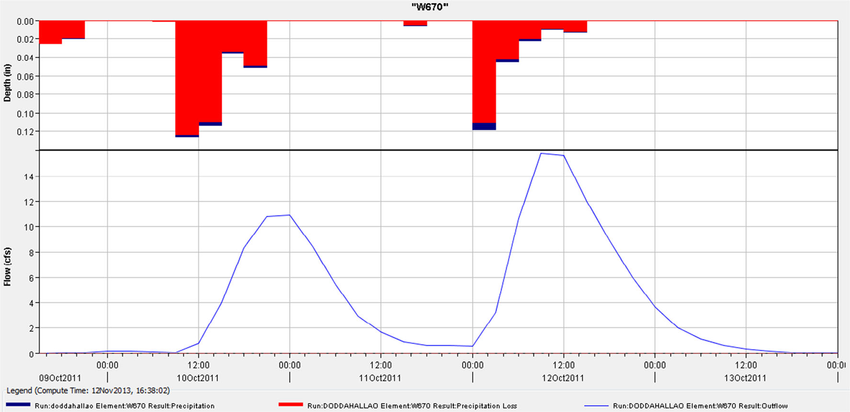 "W670"
0.00
0.02
0.04
0.06
0.08
0.10
0.12
Depth (in)
14
12
10
8
6
4
2
0
Flow (cfs)
00:00 12:00 00:00 12:00 00:00 12:00 00:00 12:00 00:00
09Oct2011 10Oct2011 11Oct2011 12Oct2011 13Oct2011
Legend (Compute Time: 12Nov2013, 16:38:02)
Run:doddahallao Element:W670 Result:Precipitation Run:DODDAHALLAO Element:W670 Result:Precipitation Loss Run:DODDAHALLAO Element:W670 Result:Outflow